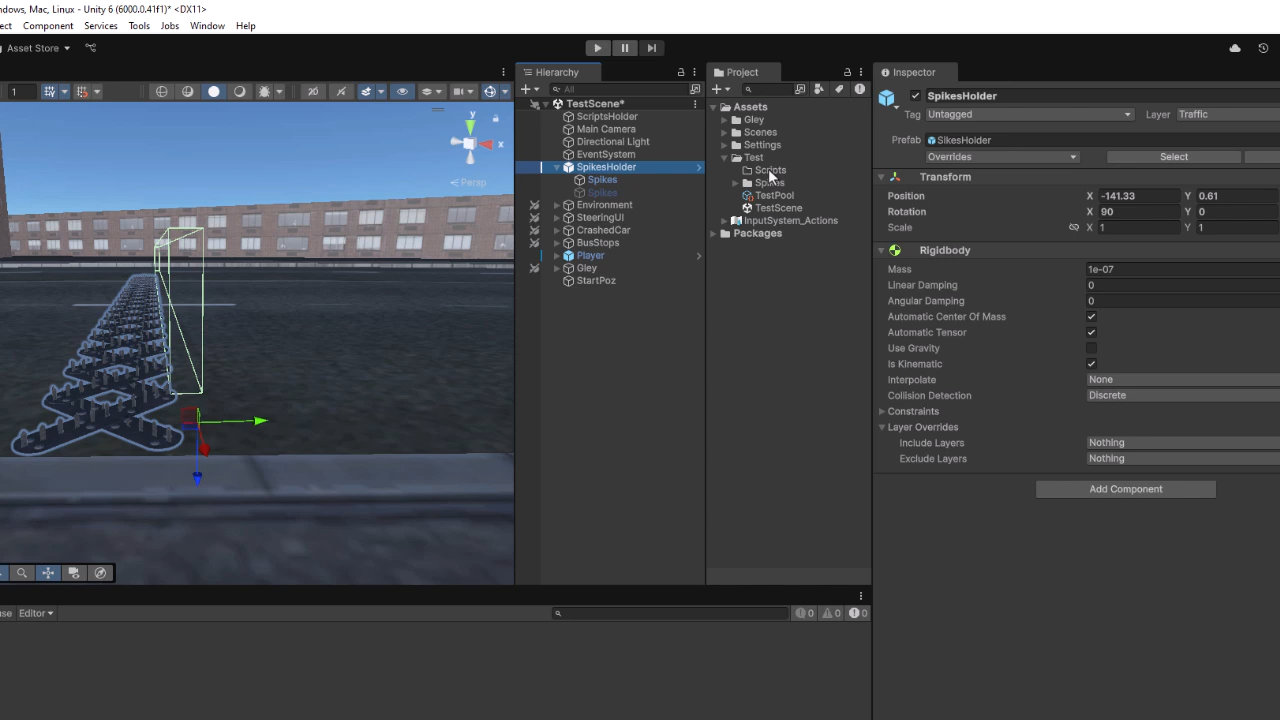 ndows, Mac, Linux - Unity 6 (6000.0.41f1)* <DX11>
ect Component Services Tools Jobs Window Help
Asset Store
1
y
x
Persp
Hierarchy
All
TestScene*
ScriptsHolder
Main Camera
Directional Light
EventSystem
SpikesHolder
Spikes
Spikes
Environment
SteeringUI
CrashedCar
BusStops
Player
Gley
StartPoz
Project
Assets
Gley
Scenes
Settings
Test
Scripts
Spikes
TestPool
TestScene
InputSystem_Actions
Packages
Inspector
SpikesHolder
Tag Untagged Layer Traffic
Prefab SikesHolder
Overrides Select
Transform
Position X -141.33 Y 0.61
Rotation X 90 Y 0
Scale X 1 Y 1
Rigidbody
Mass 1e-07
Linear Damping 0
Angular Damping 0
Automatic Center Of Mass
Automatic Tensor
Use Gravity
Is Kinematic
Interpolate None
Collision Detection Discrete
Constraints
Layer Overrides
Include Layers Nothing
Exclude Layers Nothing
Add Component
use Editor 0 0 0